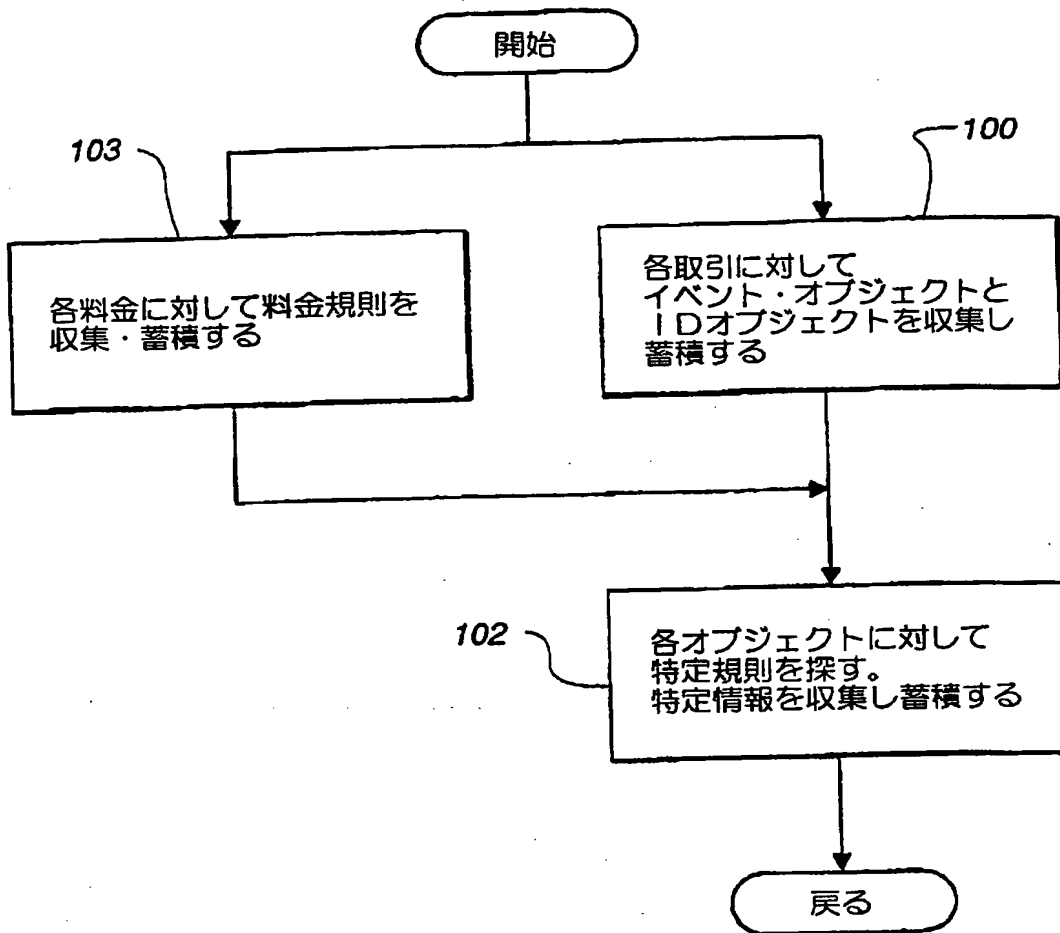 開始
103
100
各料金に対して料金規則を
収集・蓄積する
各取引に対して
イベント・オブジェクトと
IDオブジェクトを収集し
蓄積する
102
各オブジェクトに対して
特定規則を探す。
特定情報を収集し蓄積する
戻る